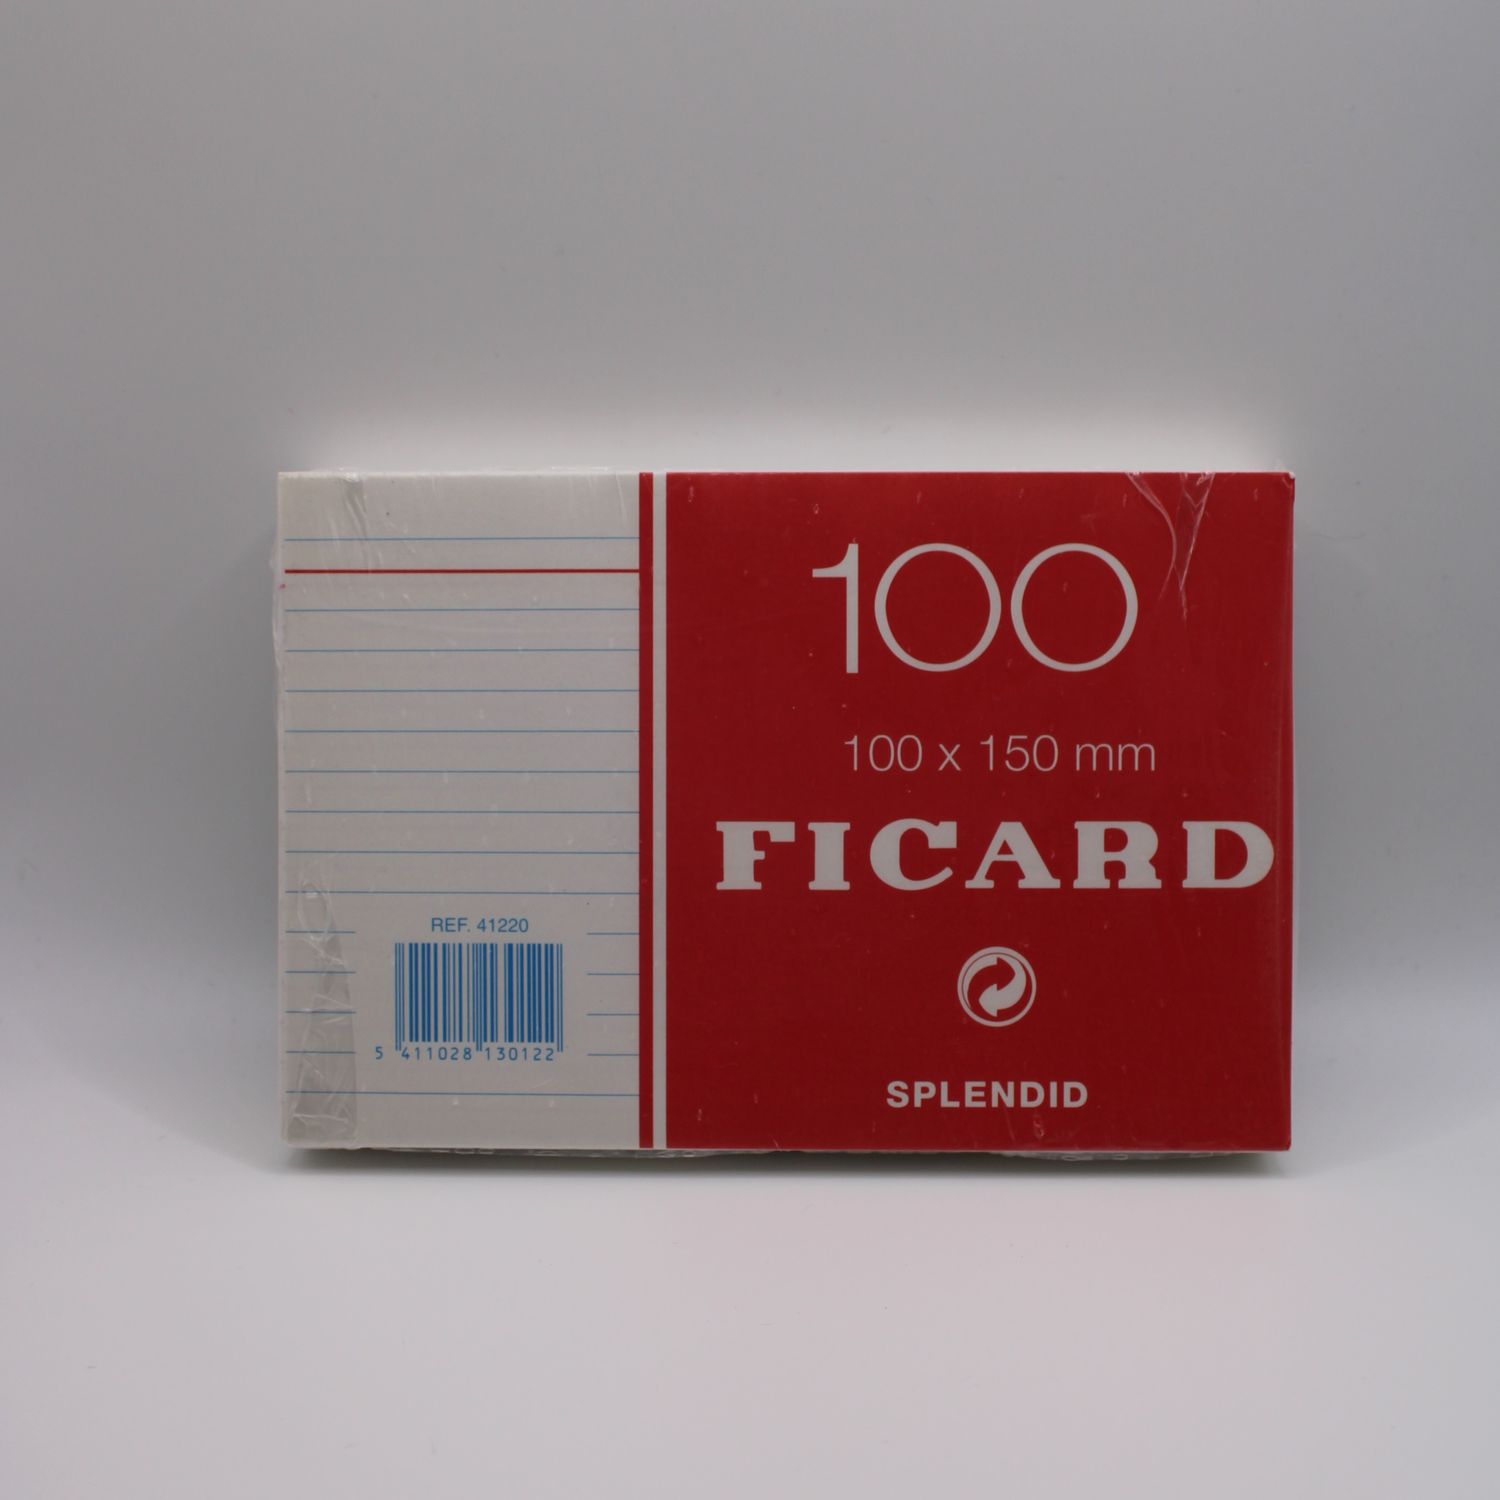 100
100 x 150 mm
FICARD
SPLENDID
REF. 41220
5 411028 130122